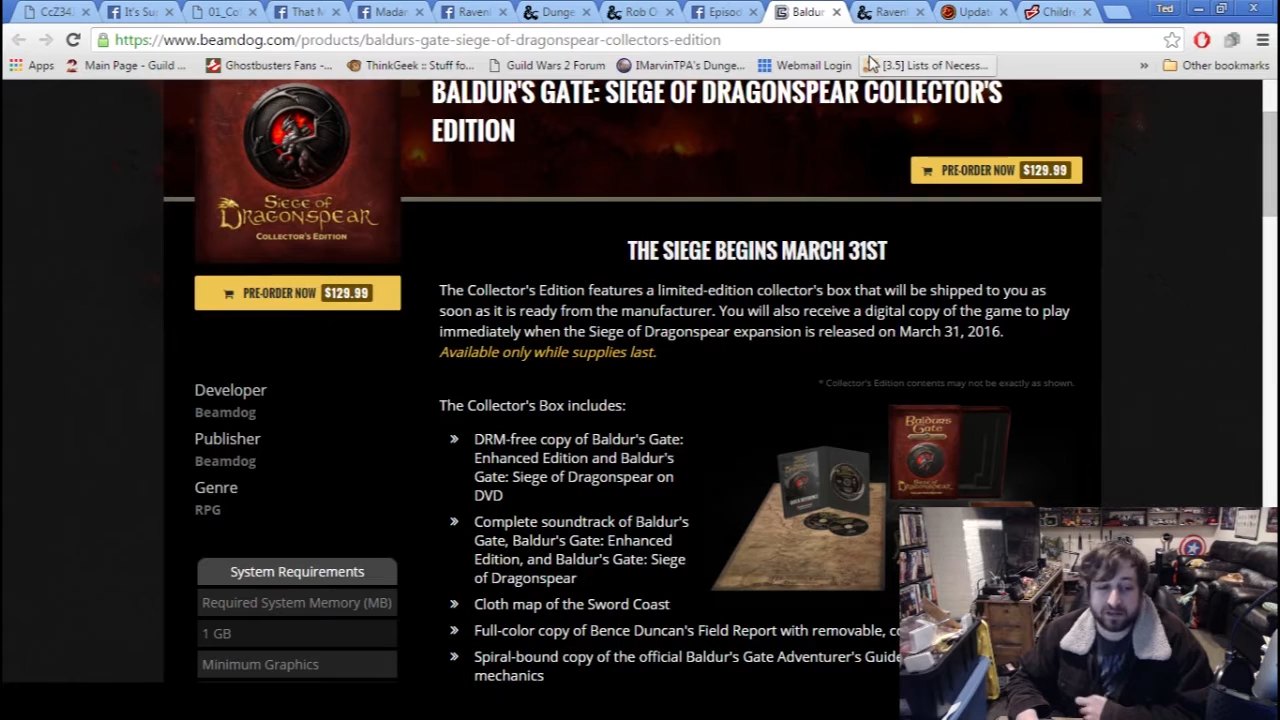 CcZ34
It's Su
01_Co
That M
Madar
Raven
Dunge
Rob O
Episod
Baldur
Raven
Updat
Childr
Ted
https://www.beamdog.com/products/baldurs-gate-siege-of-dragonspear-collectors-edition
Apps
Main Page - Guild ...
Ghostbusters Fans -...
ThinkGeek :: Stuff fo...
Guild Wars 2 Forum
IMarvinTPA's Dunge...
Webmail Login
[3.5] Lists of Necess...
»
Other bookmarks
BALDUR'S GATE: SIEGE OF DRAGONSPEAR COLLECTOR'S
EDITION
PRE-ORDER NOW $129.99
SIEGE OF
DRAGONSPEAR
COLLECTOR'S EDITION
PRE-ORDER NOW $129.99
THE SIEGE BEGINS MARCH 31ST
The Collector's Edition features a limited-edition collector's box that will be shipped to you as
soon as it is ready from the manufacturer. You will also receive a digital copy of the game to play
immediately when the Siege of Dragonspear expansion is released on March 31, 2016.
Available only while supplies last.
* Collector's Edition contents may not be exactly as shown.
Developer
Beamdog
Publisher
Beamdog
Genre
RPG
System Requirements
Required System Memory (MB)
1 GB
Minimum Graphics
The Collector's Box includes:
» DRM-free copy of Baldur's Gate:
Enhanced Edition and Baldur's
Gate: Siege of Dragonspear on
DVD
» Complete soundtrack of Baldur's
Gate, Baldur's Gate: Enhanced
Edition, and Baldur's Gate: Siege
of Dragonspear
» Cloth map of the Sword Coast
» Full-color copy of Bence Duncan's Field Report with removable, co
» Spiral-bound copy of the official Baldur's Gate Adventurer's Guide
mechanics
BALDUR'S
GATE